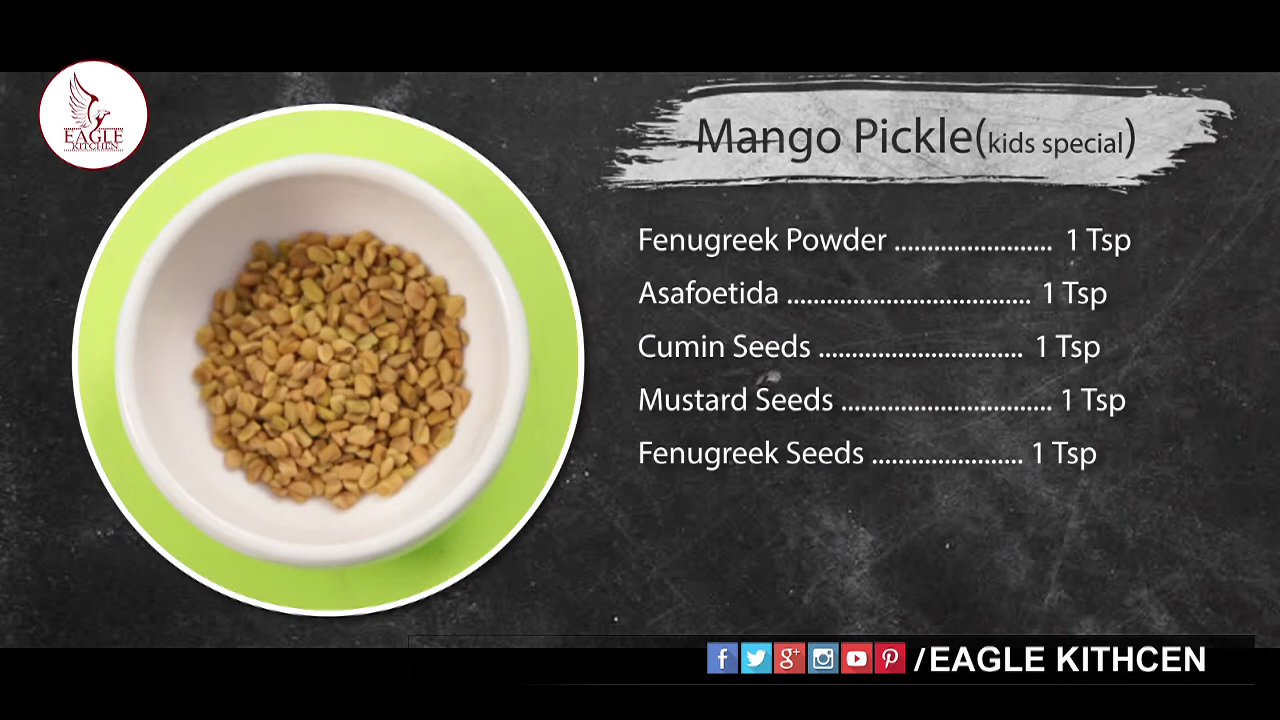 EAGLE
KITCHEN
Mango Pickle(kids special)
Fenugreek Powder ........................ 1 Tsp
Asafoetida ..................................... 1 Tsp
Cumin Seeds ............................... 1 Tsp
Mustard Seeds ................................ 1 Tsp
Fenugreek Seeds ....................... 1 Tsp
/EAGLE KITHCEN